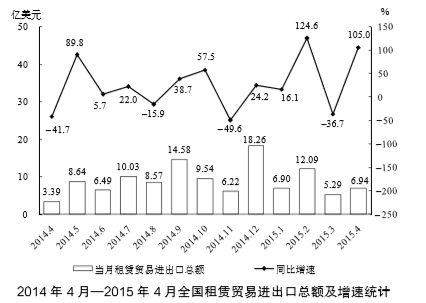 亿美元 %
50 40 30 20 10 0
150 100 50 0 −50 −100 −150 −200 −250
−41.7 89.8 5.7 22.0 −15.9 38.7 57.5 −49.6 24.2 16.1 124.6 −36.7 105.0
3.39 8.64 6.49 10.03 8.57 14.58 9.54 6.22 18.26 6.90 12.09 5.29 6.94
2014.4 2014.5 2014.6 2014.7 2014.8 2014.9 2014.10 2014.11 2014.12 2015.1 2015.2 2015.3 2015.4
当月租赁贸易进出口总额 同比增速
2014 年 4 月—2015 年 4 月全国租赁贸易进出口总额及增速统计